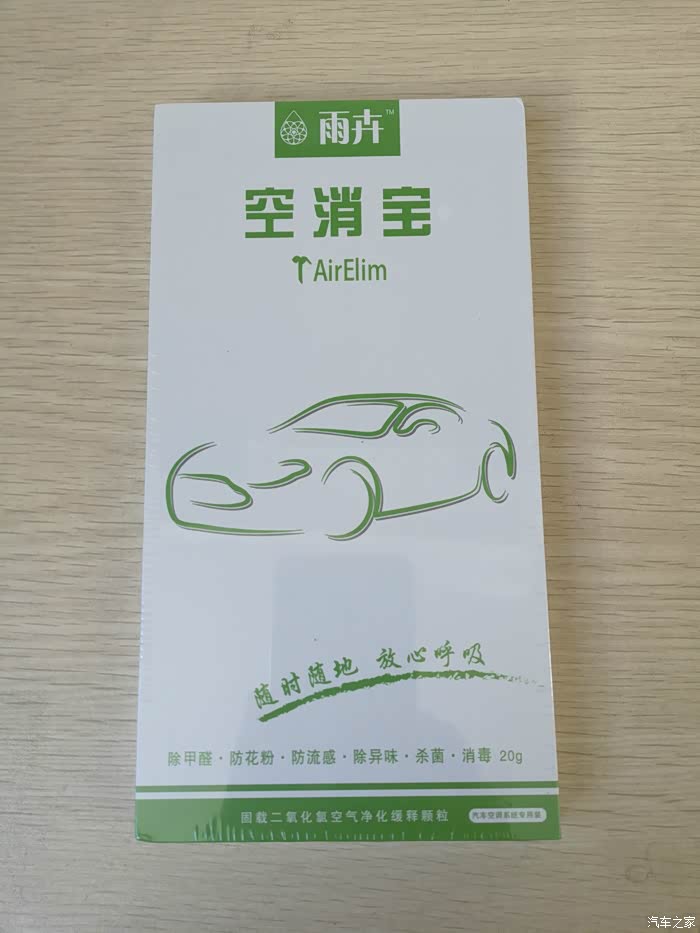 雨卉™
空消宝
AirElim
随时随地 放心呼吸
除甲醛·防花粉·防流感·除异味·杀菌·消毒 20g
固载二氧化氯空气净化缓释颗粒
汽车空调系统专用装
汽车之家